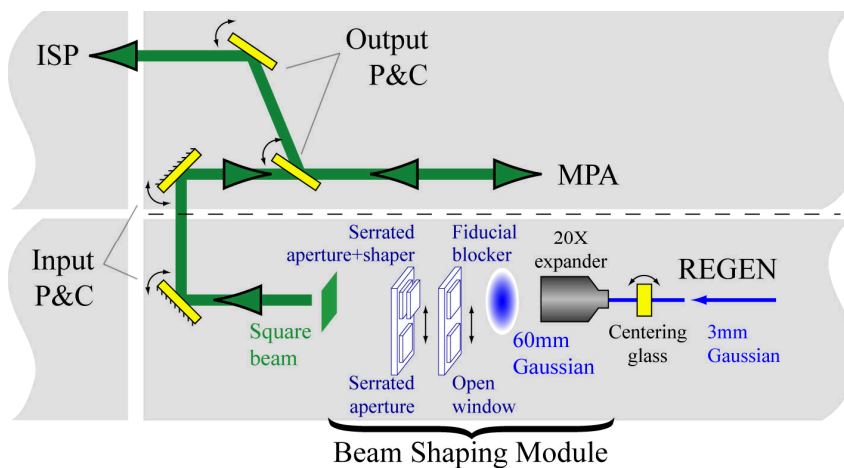 ISP
Output
P&C
MPA
Input
P&C
Serrated
aperture+shaper
Fiducial
blocker
20X
expander
REGEN
Square
beam
60mm
Gaussian
Centering
glass
3mm
Gaussian
Serrated
aperture
Open
window
Beam Shaping Module